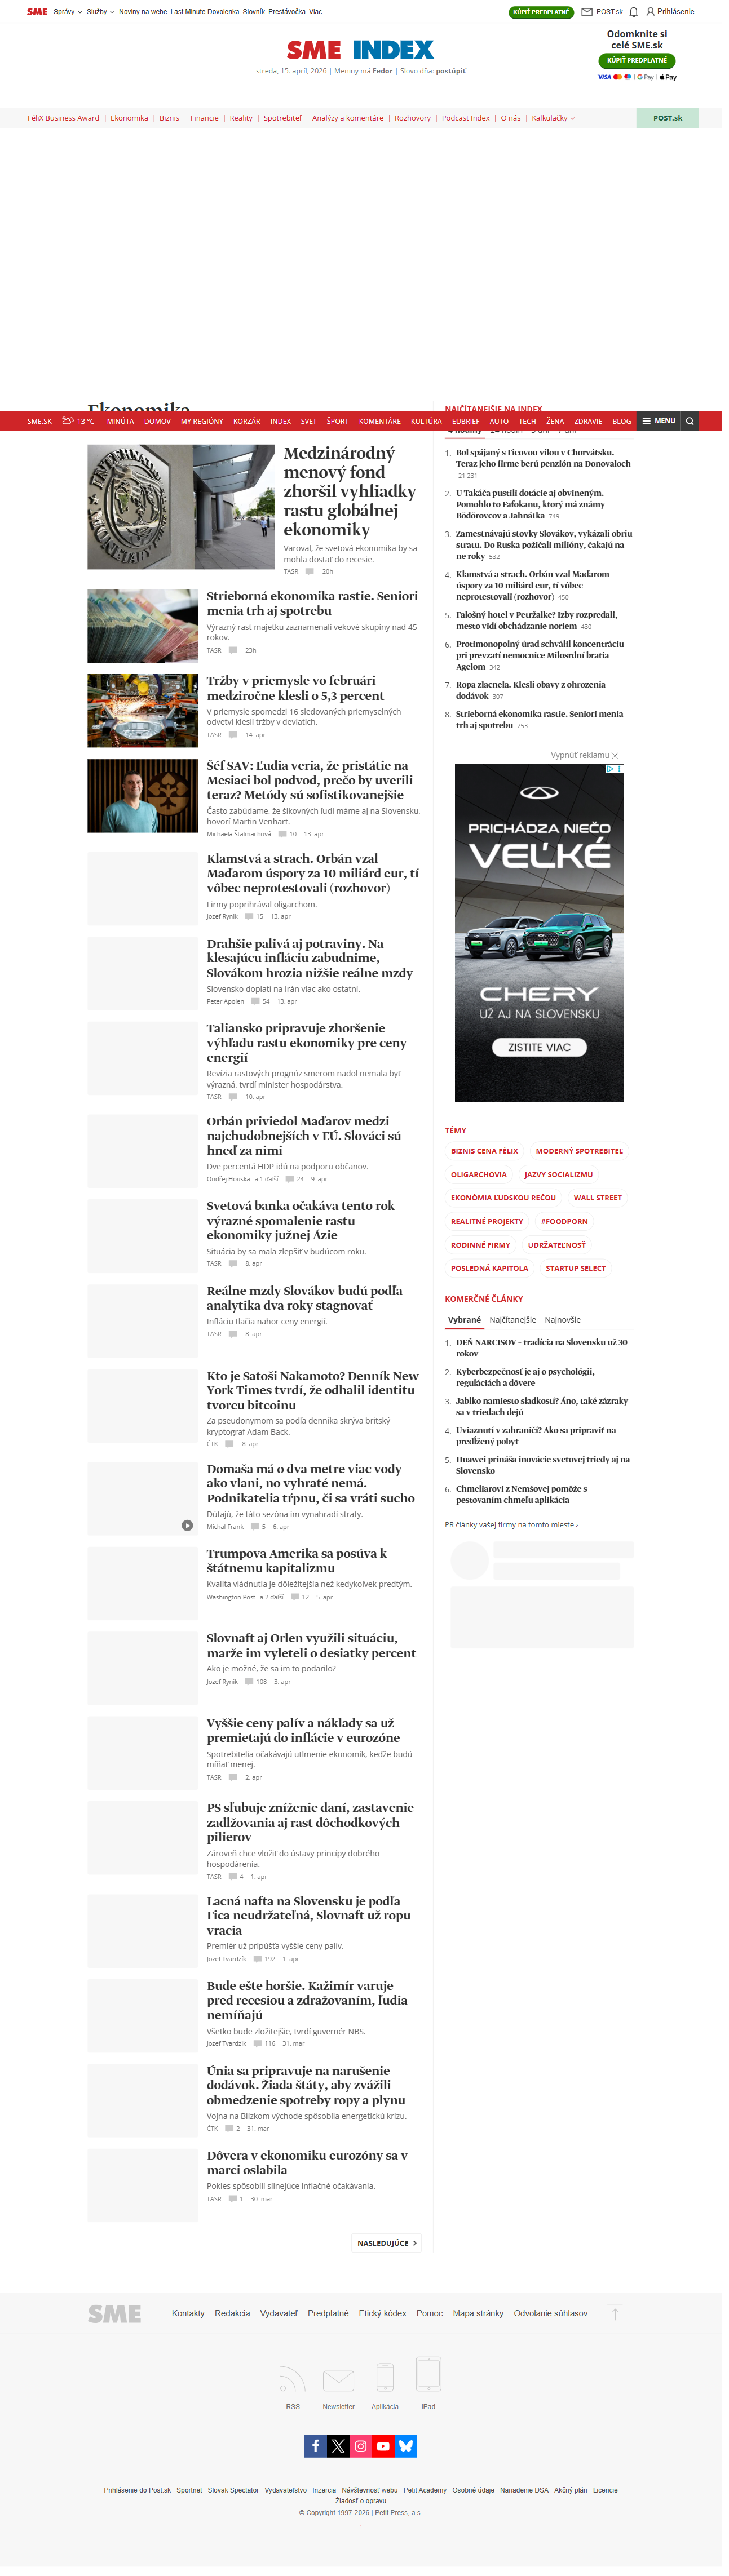 SME Správy Služby Noviny na webe Last Minute Dovolenka Slovník Prestávočka Viac
KÚPIŤ PREDPLATNÉ POST.sk Prihlásenie
SME INDEX
streda, 15. apríl, 2026 | Meniny má Fedor | Slovo dňa: postúpiť
Odomknite si
celé SME.sk
KÚPIŤ PREDPLATNÉ
VISA G Pay Pay
FéliX Business Award | Ekonomika | Biznis | Financie | Reality | Spotrebiteľ | Analýzy a komentáre | Rozhovory | Podcast Index | O nás | Kalkulačky
POST.sk
Ekonomika
NAJČÍTANEJŠIE NA INDEX
SME.SK 13 °C MINÚTA DOMOV MY REGIÓNY KORZÁR INDEX SVET ŠPORT KOMENTÁRE KULTÚRA EUBRIEF AUTO TECH ŽENA ZDRAVIE BLOG MENU
Medzinárodný
menový fond
zhoršil vyhliadky
rastu globálnej
ekonomiky
Varoval, že svetová ekonomika by sa
mohla dostať do recesie.
TASR 20h
Strieborná ekonomika rastie. Seniori
menia trh aj spotrebu
Výrazný rast majetku zaznamenali vekové skupiny nad 45
rokov.
TASR 23h
Tržby v priemysle vo februári
medziročne klesli o 5,3 percent
V priemysle spomedzi 16 sledovaných priemyselných
odvetví klesli tržby v deviatich.
TASR 14. apr
Šéf SAV: Ľudia veria, že pristátie na
Mesiaci bol podvod, prečo by uverili
teraz? Metódy sú sofistikovanejšie
Často zabúdame, že šikovných ľudí máme aj na Slovensku,
hovorí Martin Venhart.
Michaela Štalmachová 10 13. apr
Klamstvá a strach. Orbán vzal
Maďarom úspory za 10 miliárd eur, tí
vôbec neprotestovali (rozhovor)
Firmy poprihrával oligarchom.
Jozef Ryník 15 13. apr
Drahšie palivá aj potraviny. Na
klesajúcu infláciu zabudnime,
Slovákom hrozia nižšie reálne mzdy
Slovensko doplatí na Irán viac ako ostatní.
Peter Apolen 54 13. apr
Taliansko pripravuje zhoršenie
výhľadu rastu ekonomiky pre ceny
energií
Revízia rastových prognóz smerom nadol nemala byť
výrazná, tvrdí minister hospodárstva.
TASR 10. apr
Orbán priviedol Maďarov medzi
najchudobnejších v EÚ. Slováci sú
hneď za nimi
Dve percentá HDP idú na podporu občanov.
Ondřej Houska a 1 ďalší 24 9. apr
Svetová banka očakáva tento rok
výrazné spomalenie rastu
ekonomiky južnej Ázie
Situácia by sa mala zlepšiť v budúcom roku.
TASR 8. apr
Reálne mzdy Slovákov budú podľa
analytika dva roky stagnovať
Infláciu tlačia nahor ceny energií.
TASR 8. apr
Kto je Satoši Nakamoto? Denník New
York Times tvrdí, že odhalil identitu
tvorcu bitcoinu
Za pseudonymom sa podľa denníka skrýva britský
kryptograf Adam Back.
ČTK 8. apr
Domaša má o dva metre viac vody
ako vlani, no vyhraté nemá.
Podnikatelia tŕpnu, či sa vráti sucho
Dúfajú, že táto sezóna im vynahradí straty.
Michal Frank 5 6. apr
Trumpova Amerika sa posúva k
štátnemu kapitalizmu
Kvalita vládnutia je dôležitejšia než kedykoľvek predtým.
Washington Post a 2 ďalší 12 5. apr
Slovnaft aj Orlen využili situáciu,
marže im vyleteli o desiatky percent
Ako je možné, že sa im to podarilo?
Jozef Ryník 108 3. apr
Vyššie ceny palív a náklady sa už
premietajú do inflácie v eurozóne
Spotrebitelia očakávajú utlmenie ekonomík, keďže budú
míňať menej.
TASR 2. apr
PS sľubuje zníženie daní, zastavenie
zadlžovania aj rast dôchodkových
pilierov
Zároveň chce vložiť do ústavy princípy dobrého
hospodárenia.
TASR 4 1. apr
Lacná nafta na Slovensku je podľa
Fica neudržateľná, Slovnaft už ropu
vracia
Premiér už pripúšťa vyššie ceny palív.
Jozef Tvardzík 192 1. apr
Bude ešte horšie. Kažimír varuje
pred recesiou a zdražovaním, ľudia
nemíňajú
Všetko bude zložitejšie, tvrdí guvernér NBS.
Jozef Tvardzík 116 31. mar
Únia sa pripravuje na narušenie
dodávok. Žiada štáty, aby zvážili
obmedzenie spotreby ropy a plynu
Vojna na Blízkom východe spôsobila energetickú krízu.
ČTK 2 31. mar
Dôvera v ekonomiku eurozóny sa v
marci oslabila
Pokles spôsobili silnejúce inflačné očakávania.
TASR 1 30. mar
NASLEDUJÚCE
1. Bol spájaný s Ficovou vilou v Chorvátsku.
Teraz jeho firme berú penzión na Donovaloch
21 231
2. U Takáča pustili dotácie aj obvineným.
Pomohlo to Fafokanu, ktorý má známy
Bödörovcov a Jahnátka 749
3. Zamestnávajú stovky Slovákov, vykázali obriu
stratu. Do Ruska požičali milióny, čakajú na
ne roky 532
4. Klamstvá a strach. Orbán vzal Maďarom
úspory za 10 miliárd eur, tí vôbec
neprotestovali (rozhovor) 450
5. Falošný hotel v Petržalke? Izby rozpredali,
mesto vidí obchádzanie noriem 430
6. Protimonopolný úrad schválil koncentráciu
pri prevzatí nemocnice Milosrdní bratia
Agelom 342
7. Ropa zlacnela. Klesli obavy z ohrozenia
dodávok 307
8. Strieborná ekonomika rastie. Seniori menia
trh aj spotrebu 253
Vypnúť reklamu
PRICHÁDZA NIEČO
VEĽKÉ
CHERY
UŽ AJ NA SLOVENSKU
ZISTITE VIAC
TÉMY
BIZNIS CENA FÉLIX MODERNÝ SPOTREBITEĽ
OLIGARCHOVIA JAZVY SOCIALIZMU
EKONÓMIA ĽUDSKOU REČOU WALL STREET
REALITNÉ PROJEKTY #FOODPORN
RODINNÉ FIRMY UDRŽATEĽNOSŤ
POSLEDNÁ KAPITOLA STARTUP SELECT
KOMERČNÉ ČLÁNKY
Vybrané Najčítanejšie Najnovšie
1. DEŇ NARCISOV – tradícia na Slovensku už 30
rokov
2. Kyberbezpečnosť je aj o psychológii,
reguláciách a dôvere
3. Jablko namiesto sladkostí? Áno, také zázraky
sa v triedach dejú
4. Uviaznutí v zahraničí? Ako sa pripraviť na
predĺžený pobyt
5. Huawei prináša inovácie svetovej triedy aj na
Slovensko
6. Chmeliarovi z Nemšovej pomôže s
pestovaním chmeľu aplikácia
PR články vašej firmy na tomto mieste ›
SME Kontakty Redakcia Vydavateľ Predplatné Etický kódex Pomoc Mapa stránky Odvolanie súhlasov
RSS Newsletter Aplikácia iPad
Prihlásenie do Post.sk Sportnet Slovak Spectator Vydavateľstvo Inzercia Návštevnosť webu Petit Academy Osobné údaje Nariadenie DSA Akčný plán Licencie
Žiadosť o opravu
© Copyright 1997-2026 | Petit Press, a.s.